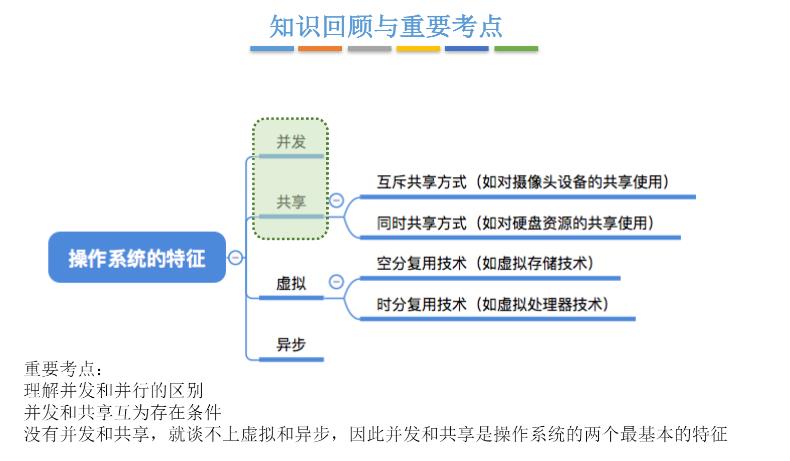 知识回顾与重要考点
并发
互斥共享方式（如对摄像头设备的共享使用）
共享
同时共享方式（如对硬盘资源的共享使用）
操作系统的特征
空分复用技术（如虚拟存储技术）
虚拟
时分复用技术（如虚拟处理器技术）
异步
重要考点：
理解并发和并行的区别
并发和共享互为存在条件
没有并发和共享，就谈不上虚拟和异步，因此并发和共享是操作系统的两个最基本的特征